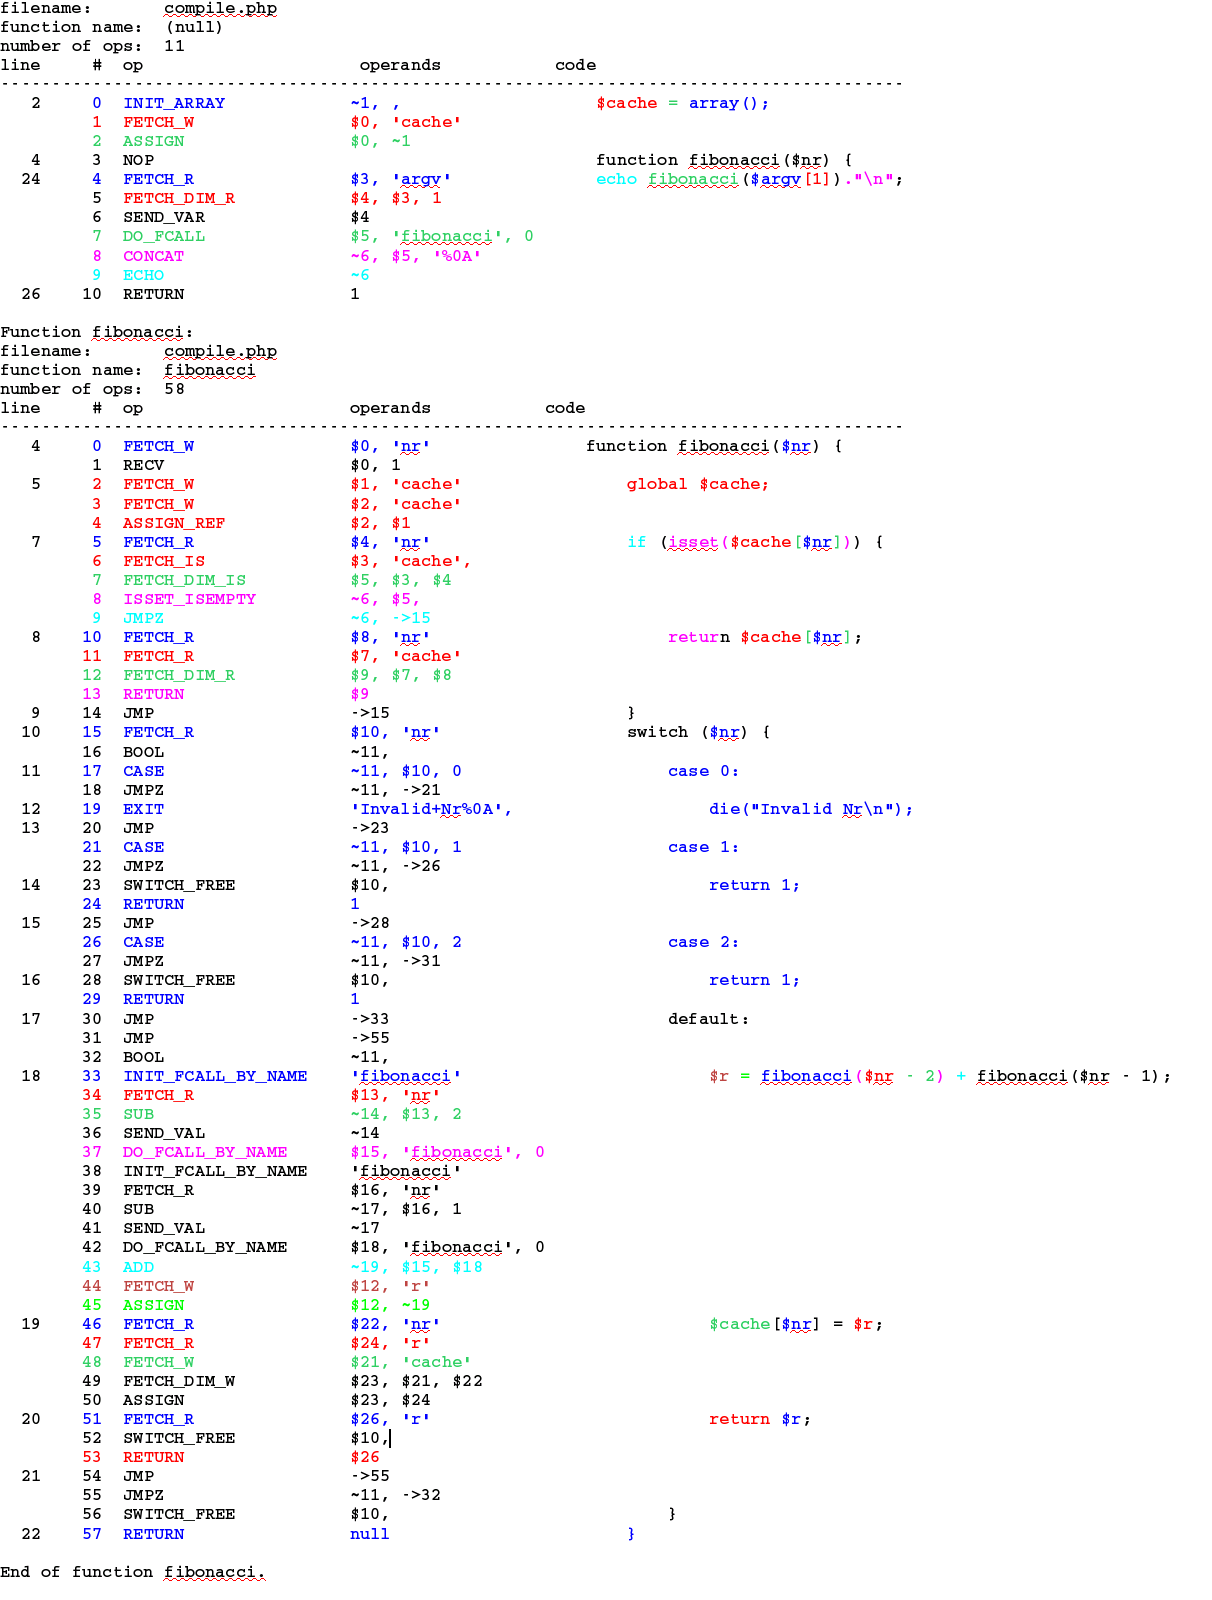 filename:       compile.php
function name:  (null)
number of ops:  11
line     #  op                     operands           code
-------------------------------------------------------------------------------
   2     0  INIT_ARRAY            ~1, ,                   $cache = array();
         1  FETCH_W               $0, 'cache'
         2  ASSIGN                $0, ~1
   4     3  NOP                                           function fibonacci($nr) {
  24     4  FETCH_R               $3, 'argv'              echo fibonacci($argv[1])."\n";
         5  FETCH_DIM_R           $4, $3, 1
         6  SEND_VAR              $4
         7  DO_FCALL              $5, 'fibonacci', 0
         8  CONCAT                ~6, $5, '%0A'
         9  ECHO                  ~6
  26    10  RETURN                1

Function fibonacci:
filename:       compile.php
function name:  fibonacci
number of ops:  58
line     #  op                    operands           code
-------------------------------------------------------------------------------
   4     0  FETCH_W               $0, 'nr'               function fibonacci($nr) {
         1  RECV                  $0, 1
   5     2  FETCH_W               $1, 'cache'                global $cache;
         3  FETCH_W               $2, 'cache'
         4  ASSIGN_REF            $2, $1
   7     5  FETCH_R               $4, 'nr'                   if (isset($cache[$nr])) {
         6  FETCH_IS              $3, 'cache',
         7  FETCH_DIM_IS          $5, $3, $4
         8  ISSET_ISEMPTY         ~6, $5,
         9  JMPZ                  ~6, ->15
   8    10  FETCH_R               $8, 'nr'                       return $cache[$nr];
        11  FETCH_R               $7, 'cache'
        12  FETCH_DIM_R           $9, $7, $8
        13  RETURN                $9
   9    14  JMP                   ->15                       }
  10    15  FETCH_R               $10, 'nr'                  switch ($nr) {
        16  BOOL                  ~11,
  11    17  CASE                  ~11, $10, 0                    case 0:
        18  JMPZ                  ~11, ->21
  12    19  EXIT                  'Invalid+Nr%0A',                   die("Invalid Nr\n");
  13    20  JMP                   ->23
        21  CASE                  ~11, $10, 1                    case 1:
        22  JMPZ                  ~11, ->26
  14    23  SWITCH_FREE           $10,                               return 1;
        24  RETURN                1
  15    25  JMP                   ->28
        26  CASE                  ~11, $10, 2                    case 2:
        27  JMPZ                  ~11, ->31
  16    28  SWITCH_FREE           $10,                               return 1;
        29  RETURN                1
  17    30  JMP                   ->33                           default:
        31  JMP                   ->55
        32  BOOL                  ~11,
  18    33  INIT_FCALL_BY_NAME    'fibonacci'                        $r = fibonacci($nr - 2) + fibonacci($nr - 1);
        34  FETCH_R               $13, 'nr'
        35  SUB                   ~14, $13, 2
        36  SEND_VAL              ~14
        37  DO_FCALL_BY_NAME      $15, 'fibonacci', 0
        38  INIT_FCALL_BY_NAME    'fibonacci'
        39  FETCH_R               $16, 'nr'
        40  SUB                   ~17, $16, 1
        41  SEND_VAL              ~17
        42  DO_FCALL_BY_NAME      $18, 'fibonacci', 0
        43  ADD                   ~19, $15, $18
        44  FETCH_W               $12, 'r'
        45  ASSIGN                $12, ~19
  19    46  FETCH_R               $22, 'nr'                          $cache[$nr] = $r;
        47  FETCH_R               $24, 'r'
        48  FETCH_W               $21, 'cache'
        49  FETCH_DIM_W           $23, $21, $22
        50  ASSIGN                $23, $24
  20    51  FETCH_R               $26, 'r'                           return $r;
        52  SWITCH_FREE           $10,
        53  RETURN                $26
  21    54  JMP                   ->55
        55  JMPZ                  ~11, ->32
        56  SWITCH_FREE           $10,                           }
  22    57  RETURN                null                       }

End of function fibonacci.